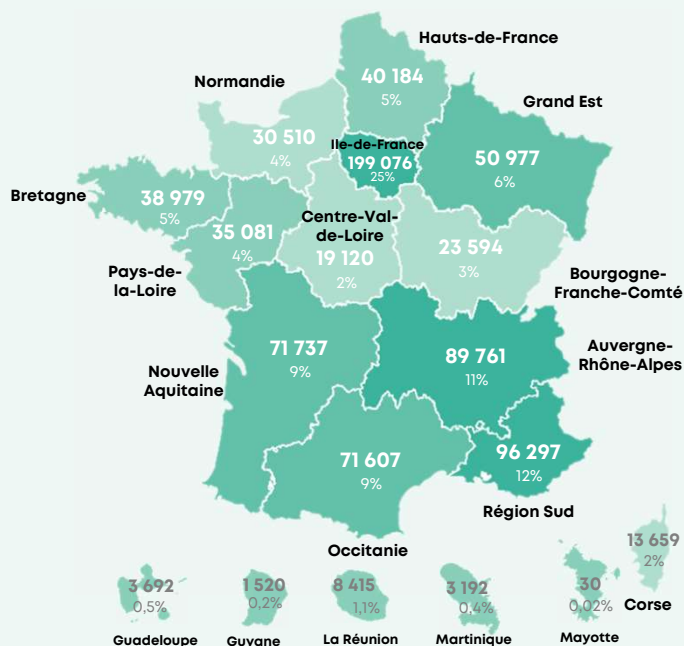 Hauts-de-France
40 184
5%
Normandie
30 510
4%
Grand Est
50 977
6%
Ile-de-France
199 076
25%
Bretagne
38 979
5%
35 081
4%
Pays-de-
la-Loire
Centre-Val-
de-Loire
19 120
2%
23 594
3%
Bourgogne-
Franche-Comté
71 737
9%
Nouvelle
Aquitaine
89 761
11%
Auvergne-
Rhône-Alpes
71 607
9%
Occitanie
96 297
12%
Région Sud
13 659
2%
Corse
3 692
0,5%
Guadeloupe
1 520
0,2%
Guyane
8 415
1,1%
La Réunion
3 192
0,4%
Martinique
30
0,02%
Mayotte